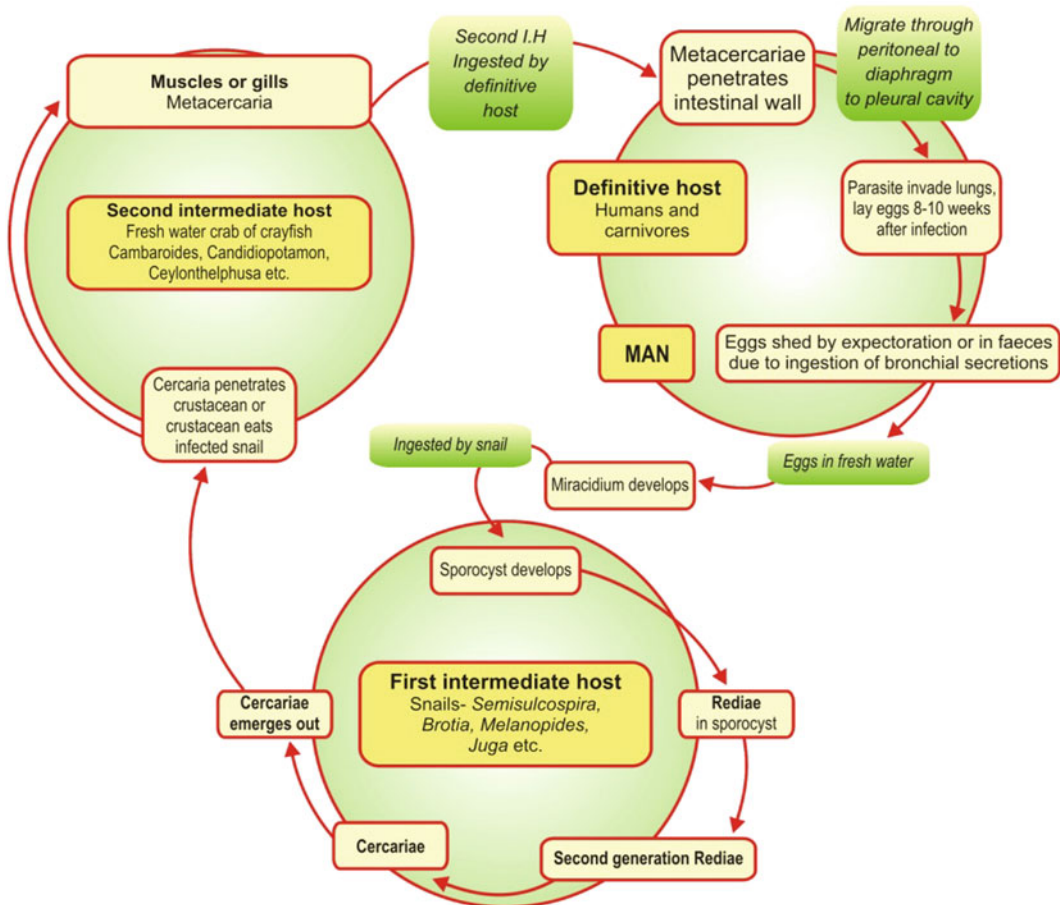 Muscles or gills
Metacercaria
Second I.H
Ingested by
definitive
host
Metacercariae
penetrates
intestinal wall
Migrate through
peritoneal to
diaphragm
to pleural cavity
Second intermediate host
Fresh water crab of crayfish
Cambaroides, Candidiopotamon,
Ceylonthelphusa etc.
Definitive host
Humans and
carnivores
Parasite invade lungs,
lay eggs 8-10 weeks
after infection
MAN
Eggs shed by expectoration or in faeces
due to ingestion of bronchial secretions
Cercaria penetrates
crustacean or
crustacean eats
infected snail
Ingested by snail
Eggs in fresh water
Miracidium develops
Sporocyst develops
First intermediate host
Snails- Semisulcospira,
Brotia, Melanopides,
Juga etc.
Cercariae
emerges out
Rediae
in sporocyst
Cercariae
Second generation Rediae